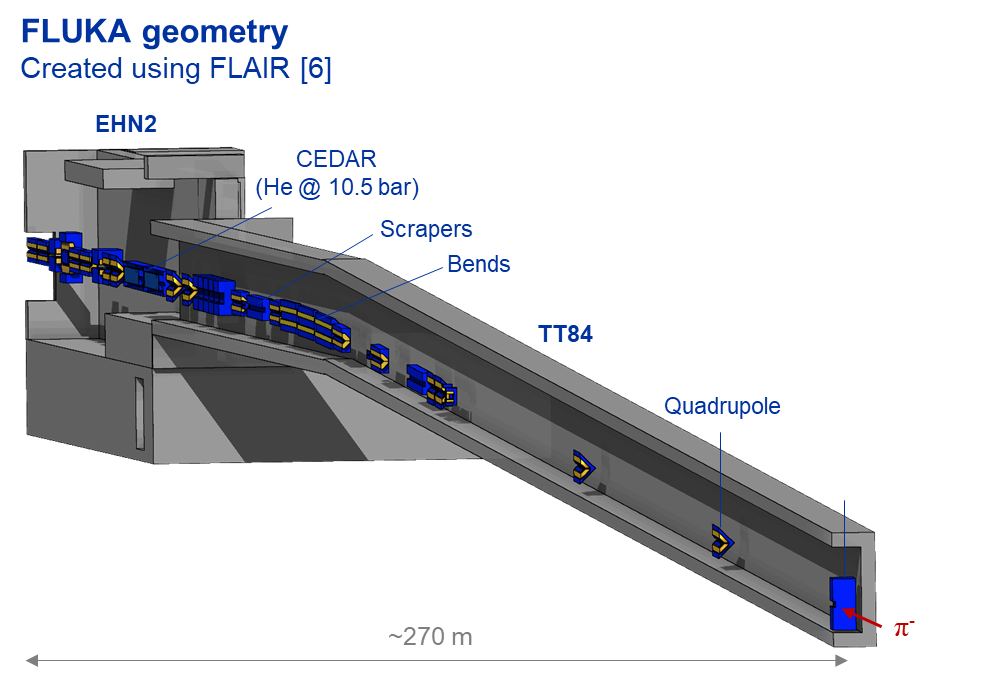 FLUKA geometry
Created using FLAIR [6]
EHN2
CEDAR
(He @ 10.5 bar)
Scrapers
Bends
TT84
Quadrupole
π-
~270 m